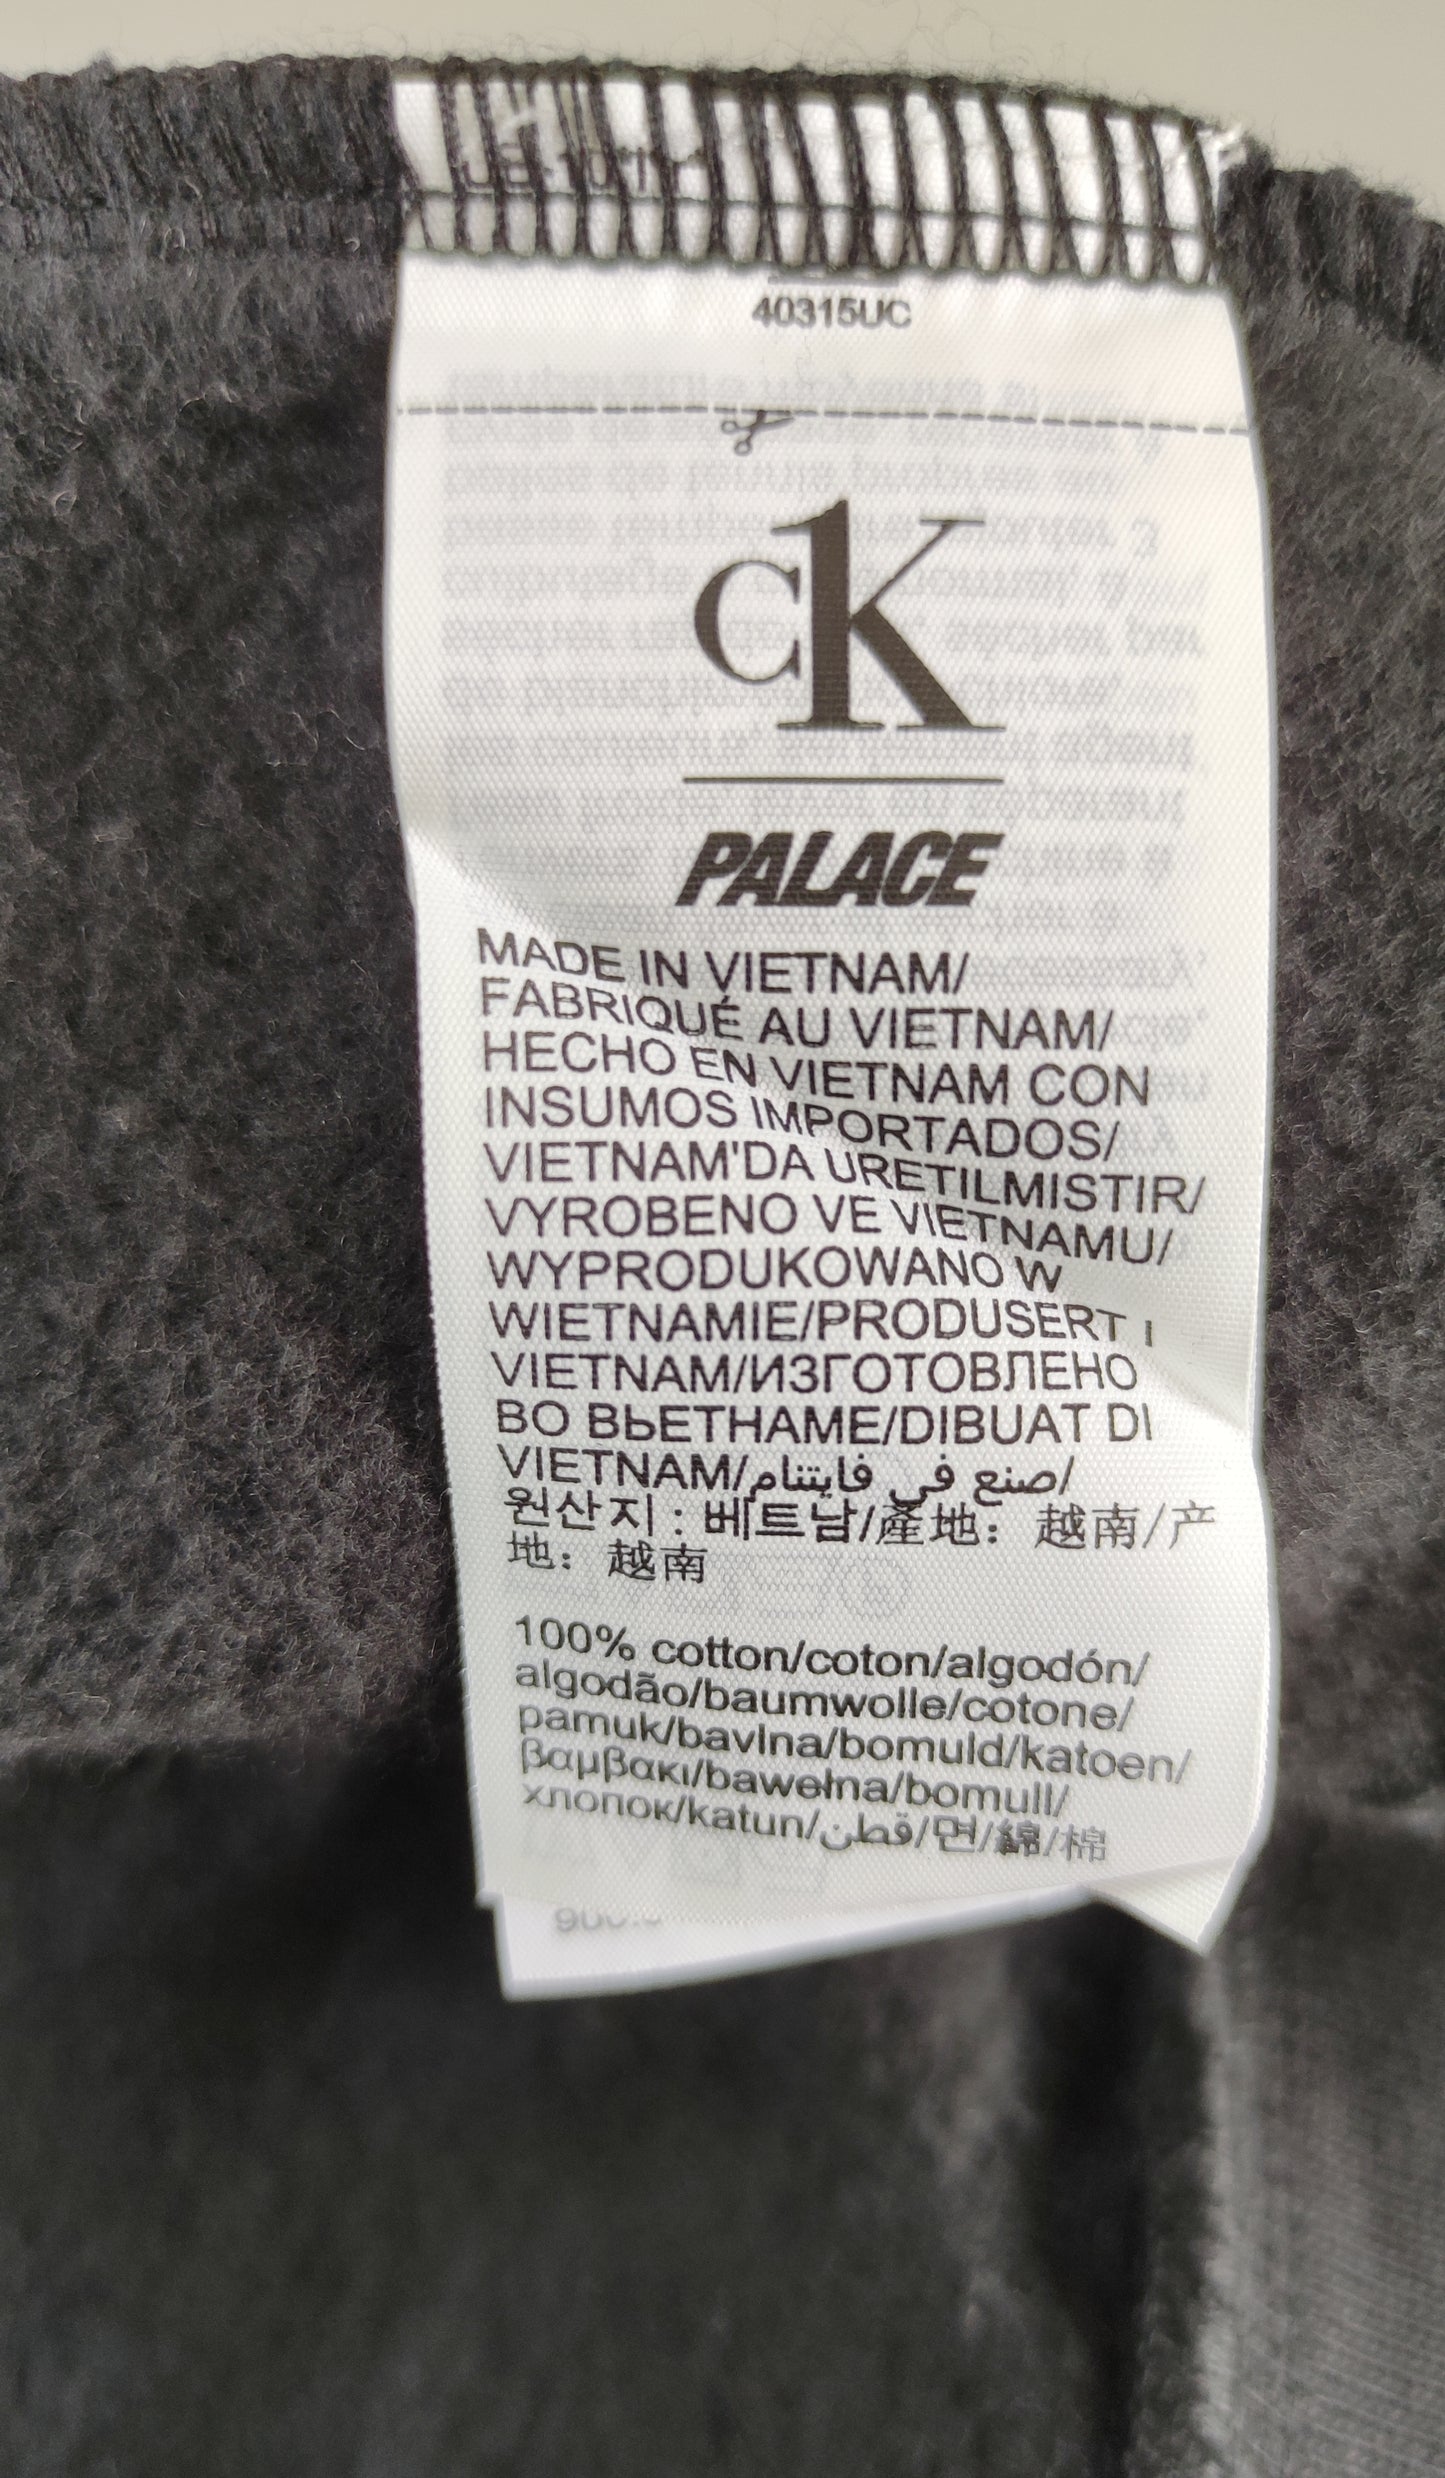 40315UC
cK
PALACE
MADE IN VIETNAM/
FABRIQUÉ AU VIETNAM/
HECHO EN VIETNAM CON
INSUMOS IMPORTADOS/
VIETNAM'DA URETILMISTIR/
VYROBENO VE VIETNAMU/
WYPRODUKOWANO W
WIETNAMIE/PRODUSERT I
VIETNAM/ИЗГОТОВЛЕНО
ВО ВЬЕТНАМЕ/DIBUAT DI
VIETNAM/صنع في فايتنام/
원산지 : 베트남/產地： 越南/产
地： 越南
100% cotton/coton/algodón/
algodão/baumwolle/cotone/
pamuk/bavlna/bomuld/katoen/
βαμβακι/bawełna/bomull/
хлопок/katun/قطن/면/綿/棉